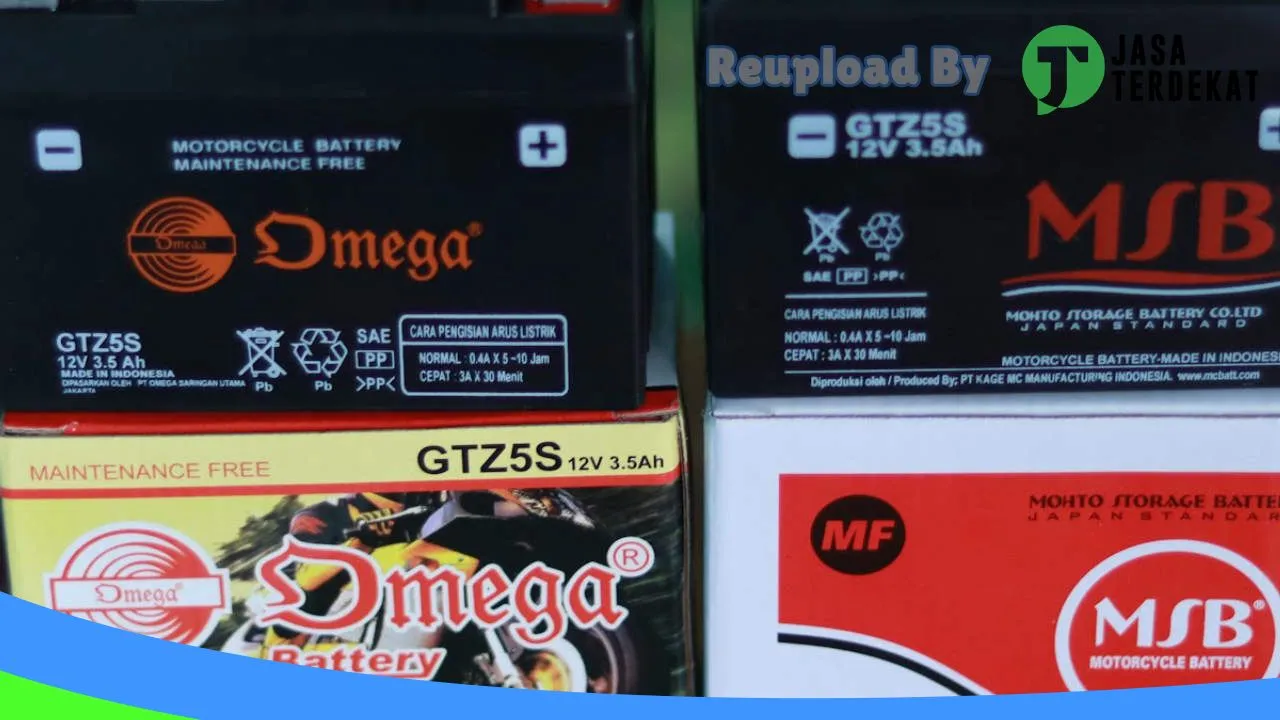 Reupload By
JASA
TERDEKAT
MOTORCYCLE BATTERY
MAINTENANCE FREE
Omega
Omega®
GTZ5S
12V 3.5 Ah
MADE IN INDONESIA
DIPASARKAN OLEH PT OMEGA SARINGAN UTAMA
JAKARTA
Pb
Pb
SAE
PP
>PP<
CARA PENGISIAN ARUS LISTRIK
NORMAL : 0.4A X 5 ~10 Jam
CEPAT : 3A X 30 Menit
MAINTENANCE FREE
GTZ5S 12V 3.5Ah
Omega®
Omega®
Battery
GTZ5S
12V 3.5Ah
MSB
Pb
Pb
SAE PP >PP<
CARA PENGISIAN ARUS LISTRIK
NORMAL : 0.4A X 5 ~10 Jam
CEPAT : 3A X 30 Menit
MOHTO STORAGE BATTERY CO.LTD
JAPAN STANDARD
MOTORCYCLE BATTERY-MADE IN INDONES
Diproduksi oleh / Produced By; PT KAGE MC MANUFACTURING INDONESIA. www.mcbatt.com
MF
MOHTO STORAGE BATTE
JAPAN STANDAR
MSB®
MOTORCYCLE BATTERY